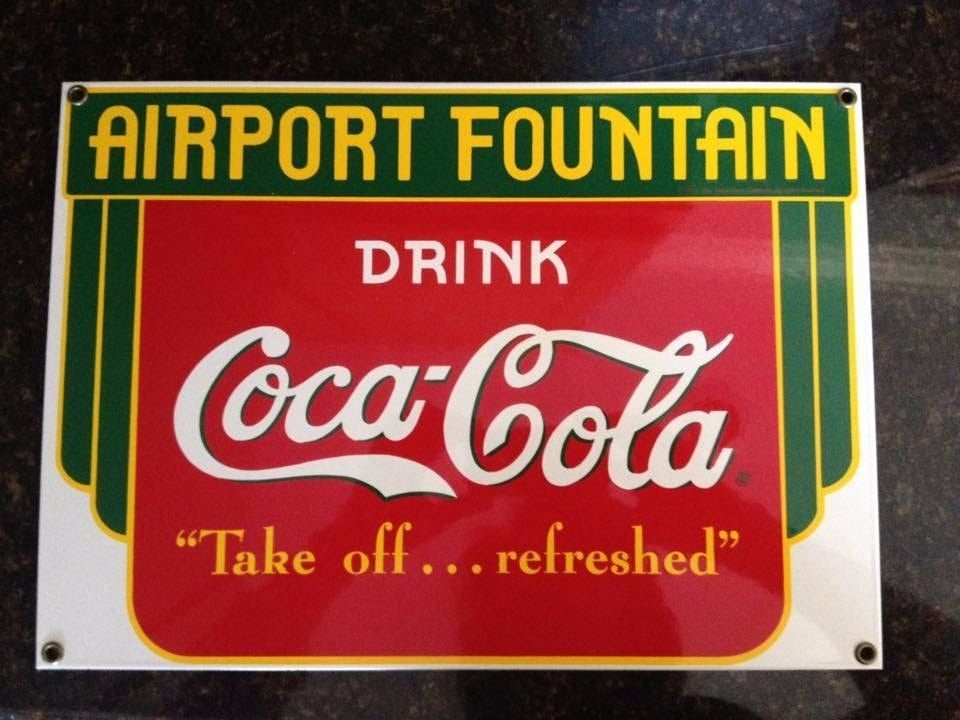 AIRPORT FOUNTAIN
DRINK
Coca-Cola®
“Take off...refreshed”